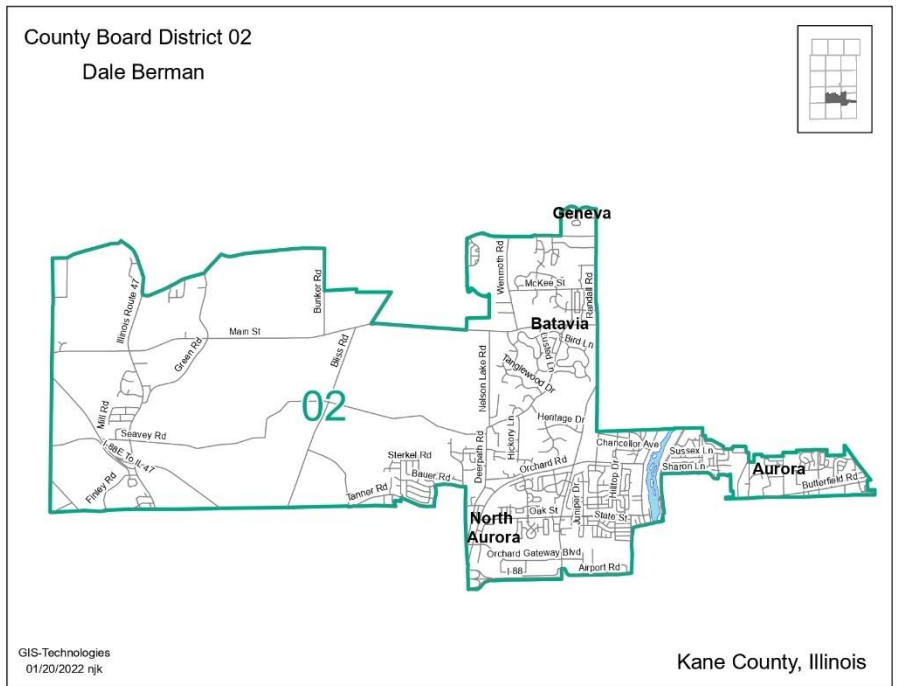 County Board District 02
Dale Berman
Geneva
Wenmoth Rd
McKee St
Randall Rd
Illinois Route 47
Bunker Rd
Main St
Green Rd
Bliss Rd
Batavia
Bird Ln
Lusted Ln
Tanglewood Dr
Nelson Lake Rd
02
Mill Rd
Seavey Rd
I-88E To IL-47
Finley Rd
Heritage Dr
Hickory Ln
Deerpath Rd
Sterkel Rd
Bauer Rd
Tanner Rd
Orchard Rd
Chancellor Ave
Sussex Ln
Sharon Ln
Aurora
Butterfield Rd
Hilltop Dr
Juniper Dr
Oak St
State St
North
Aurora
Orchard Gateway Blvd
I-88
Airport Rd
GIS-Technologies
01/20/2022 njk
Kane County, Illinois